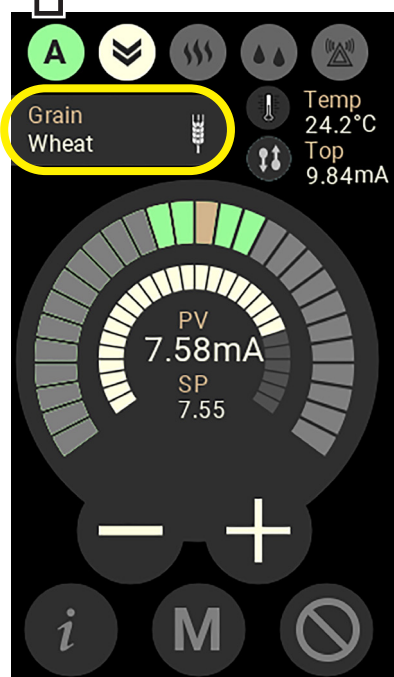 A
Grain
Wheat
Temp
24.2°C
Top
9.84mA
PV
7.58mA
SP
7.55
i
M